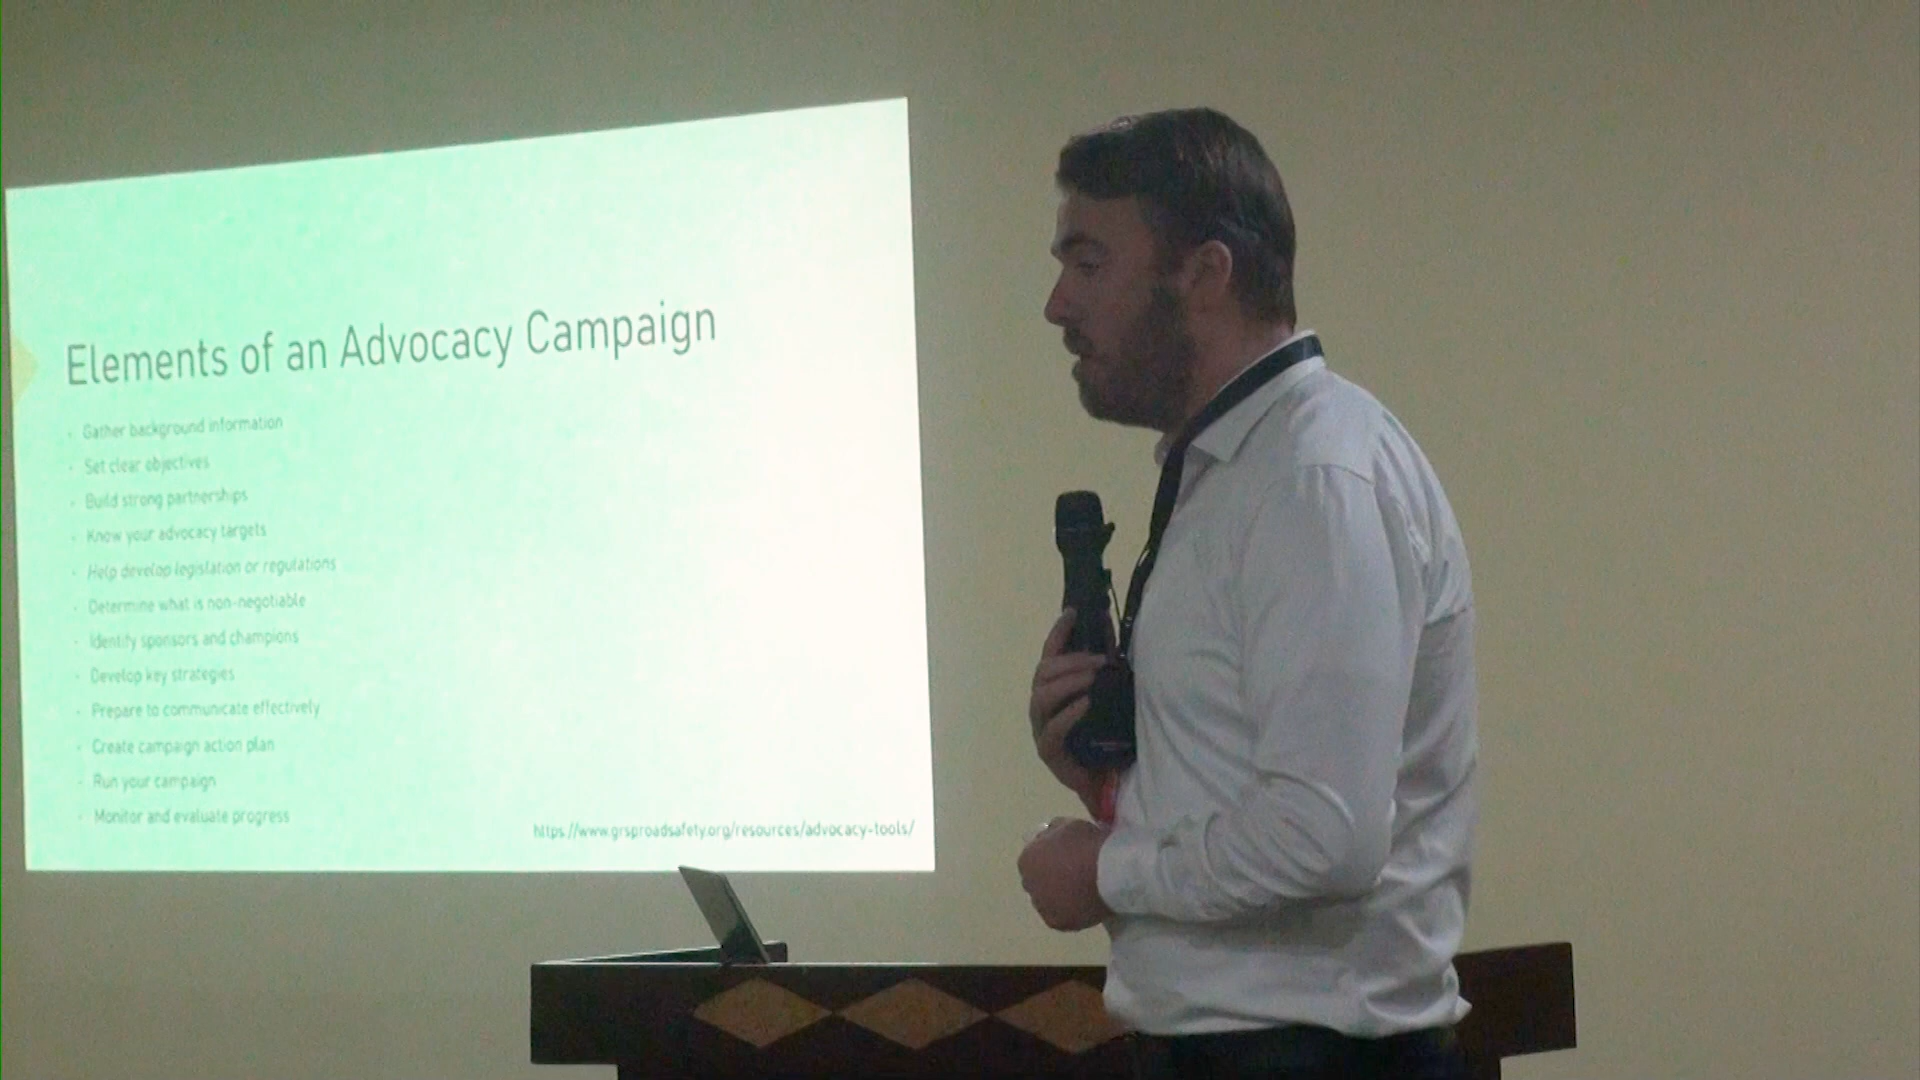 Elements of an Advocacy Campaign
· Gather background information
· Set clear objectives
· Build strong partnerships
· Know your advocacy targets
· Help develop legislation or regulations
· Determine what is non-negotiable
· Identify sponsors and champions
· Develop key strategies
· Prepare to communicate effectively
· Create campaign action plan
· Run your campaign
· Monitor and evaluate progress
https://www.grsproadsafety.org/resources/advocacy-tools/